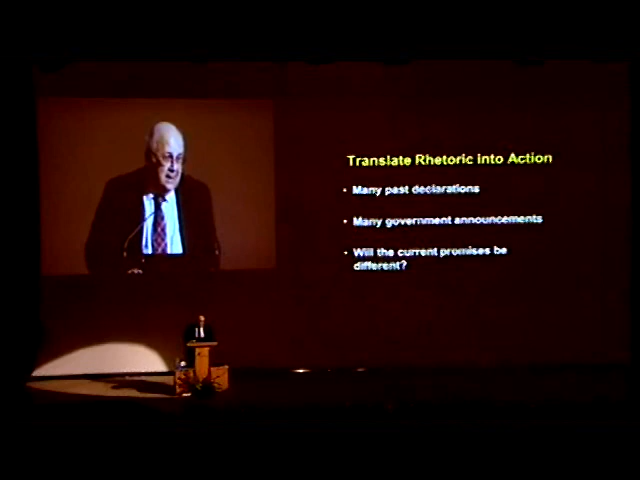 Translate Rhetoric into Action
• Many past declarations
• Many government announcements
• Will the current promises be
different?